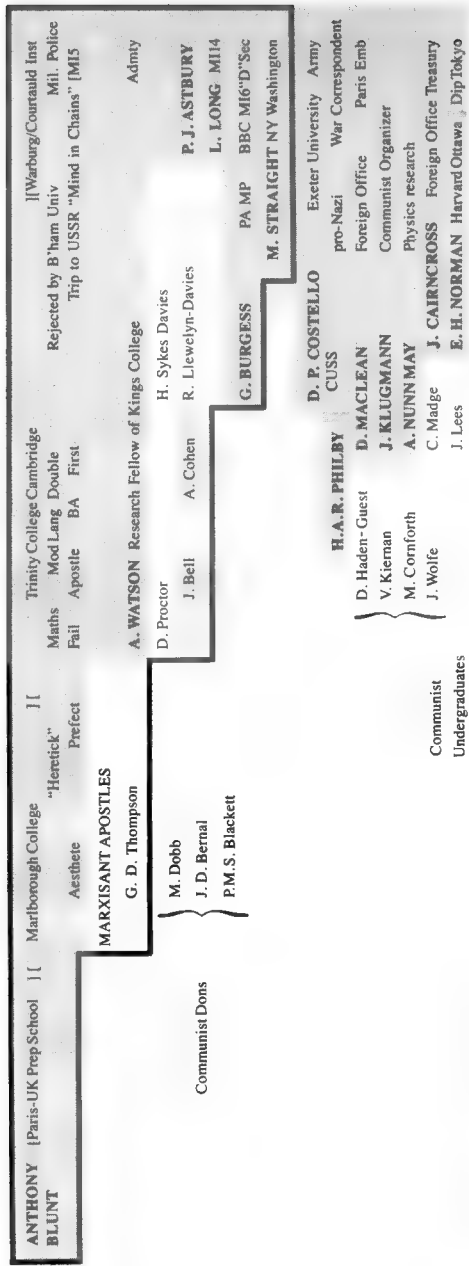 ANTHONY [Paris-UK Prep School ] [ Marlborough College ] [ Trinity College Cambridge ][Warburg/Courtauld Inst
BLUNT "Heretick" Maths Mod Lang Double Rejected by B'ham Univ Mil. Police
Aesthete Prefect Fail Apostle BA First Trip to USSR "Mind in Chains" [MI5
MARXISANT APOSTLES
G. D. Thompson A. WATSON Research Fellow of Kings College Admty
D. Proctor H. Sykes Davies
M. Dobb J. Bell A. Cohen R. Llewelyn-Davies P. J. ASTBURY
Communist Dons J. D. Bernal L. LONG MI14
P.M.S. Blackett G. BURGESS PA MP BBC MI6"D"Sec
M. STRAIGHT NY Washington
D. P. COSTELLO Exeter University Army
CUSS pro-Nazi War Correspondent
H.A.R. PHILBY
D. Haden-Guest D. MACLEAN Foreign Office Paris Emb
V. Kiernan J. KLUGMANN Communist Organizer
M. Cornforth A. NUNN MAY Physics research
Communist J. Wolfe C. Madge J. CAIRNCROSS Foreign Office Treasury
Undergraduates J. Lees E. H. NORMAN Harvard Ottawa Dip Tokyo